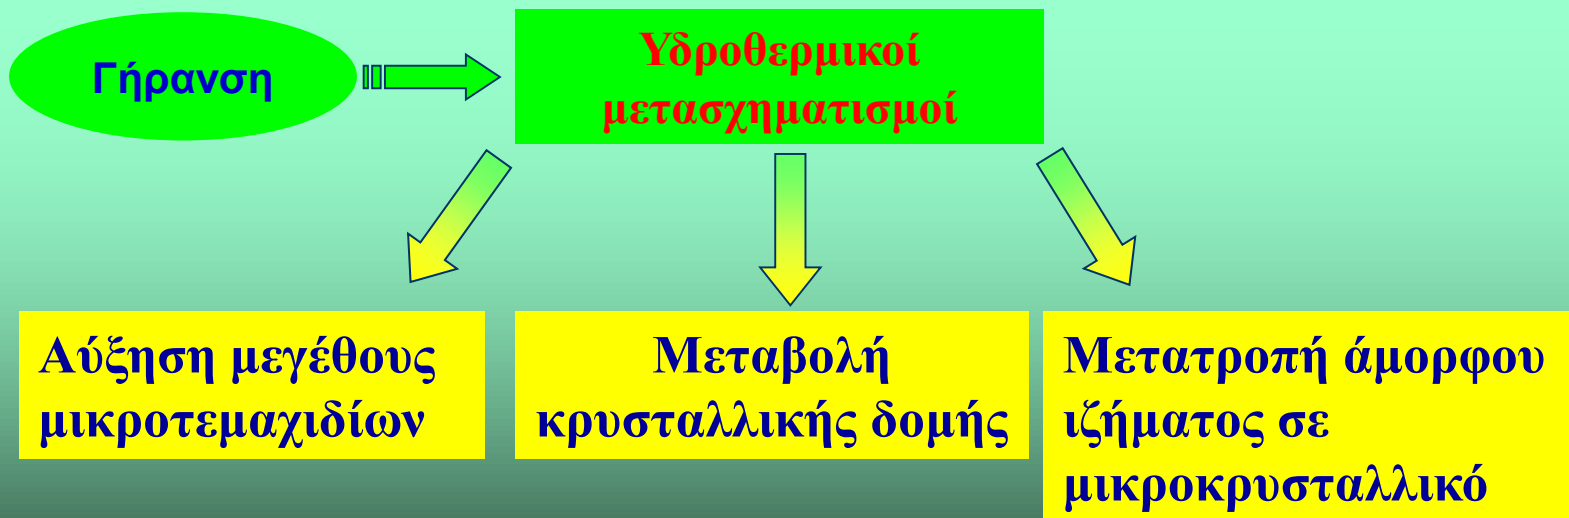 Γήρανση
Υδροθερμικοί
μετασχηματισμοί
Αύξηση μεγέθους
μικροτεμαχιδίων
Μεταβολή
κρυσταλλικής δομής
Μετατροπή άμορφου
ιζήματος σε
μικροκρυσταλλικό